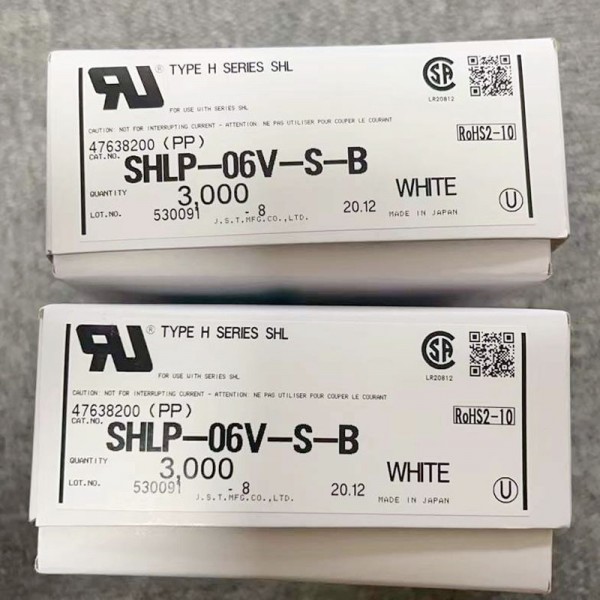 RU® TYPE H SERIES SHL
SA
LR20812
FOR USE WITH SERIES SHL
CAUTION: NOT FOR INTERRUPTING CURRENT - ATTENTION: NE PAS UTILISER POUR COUPER LE COURANT
47638200 (PP)
RoHS2-10
CAT.NO. SHLP-06V-S-B
QUANTITY 3,000 WHITE
LOT.NO. 530091 - 8 20.12
J.S.T.MFG.CO.,LTD. MADE IN JAPAN
U
RU® TYPE H SERIES SHL
SA
LR20812
FOR USE WITH SERIES SHL
CAUTION: NOT FOR INTERRUPTING CURRENT - ATTENTION: NE PAS UTILISER POUR COUPER LE COURANT
47638200 (PP)
RoHS2-10
CAT.NO. SHLP-06V-S-B
QUANTITY 3,000 WHITE
LOT.NO. 530091 - 8 20.12
J.S.T.MFG.CO.,LTD. MADE IN JAPAN
U